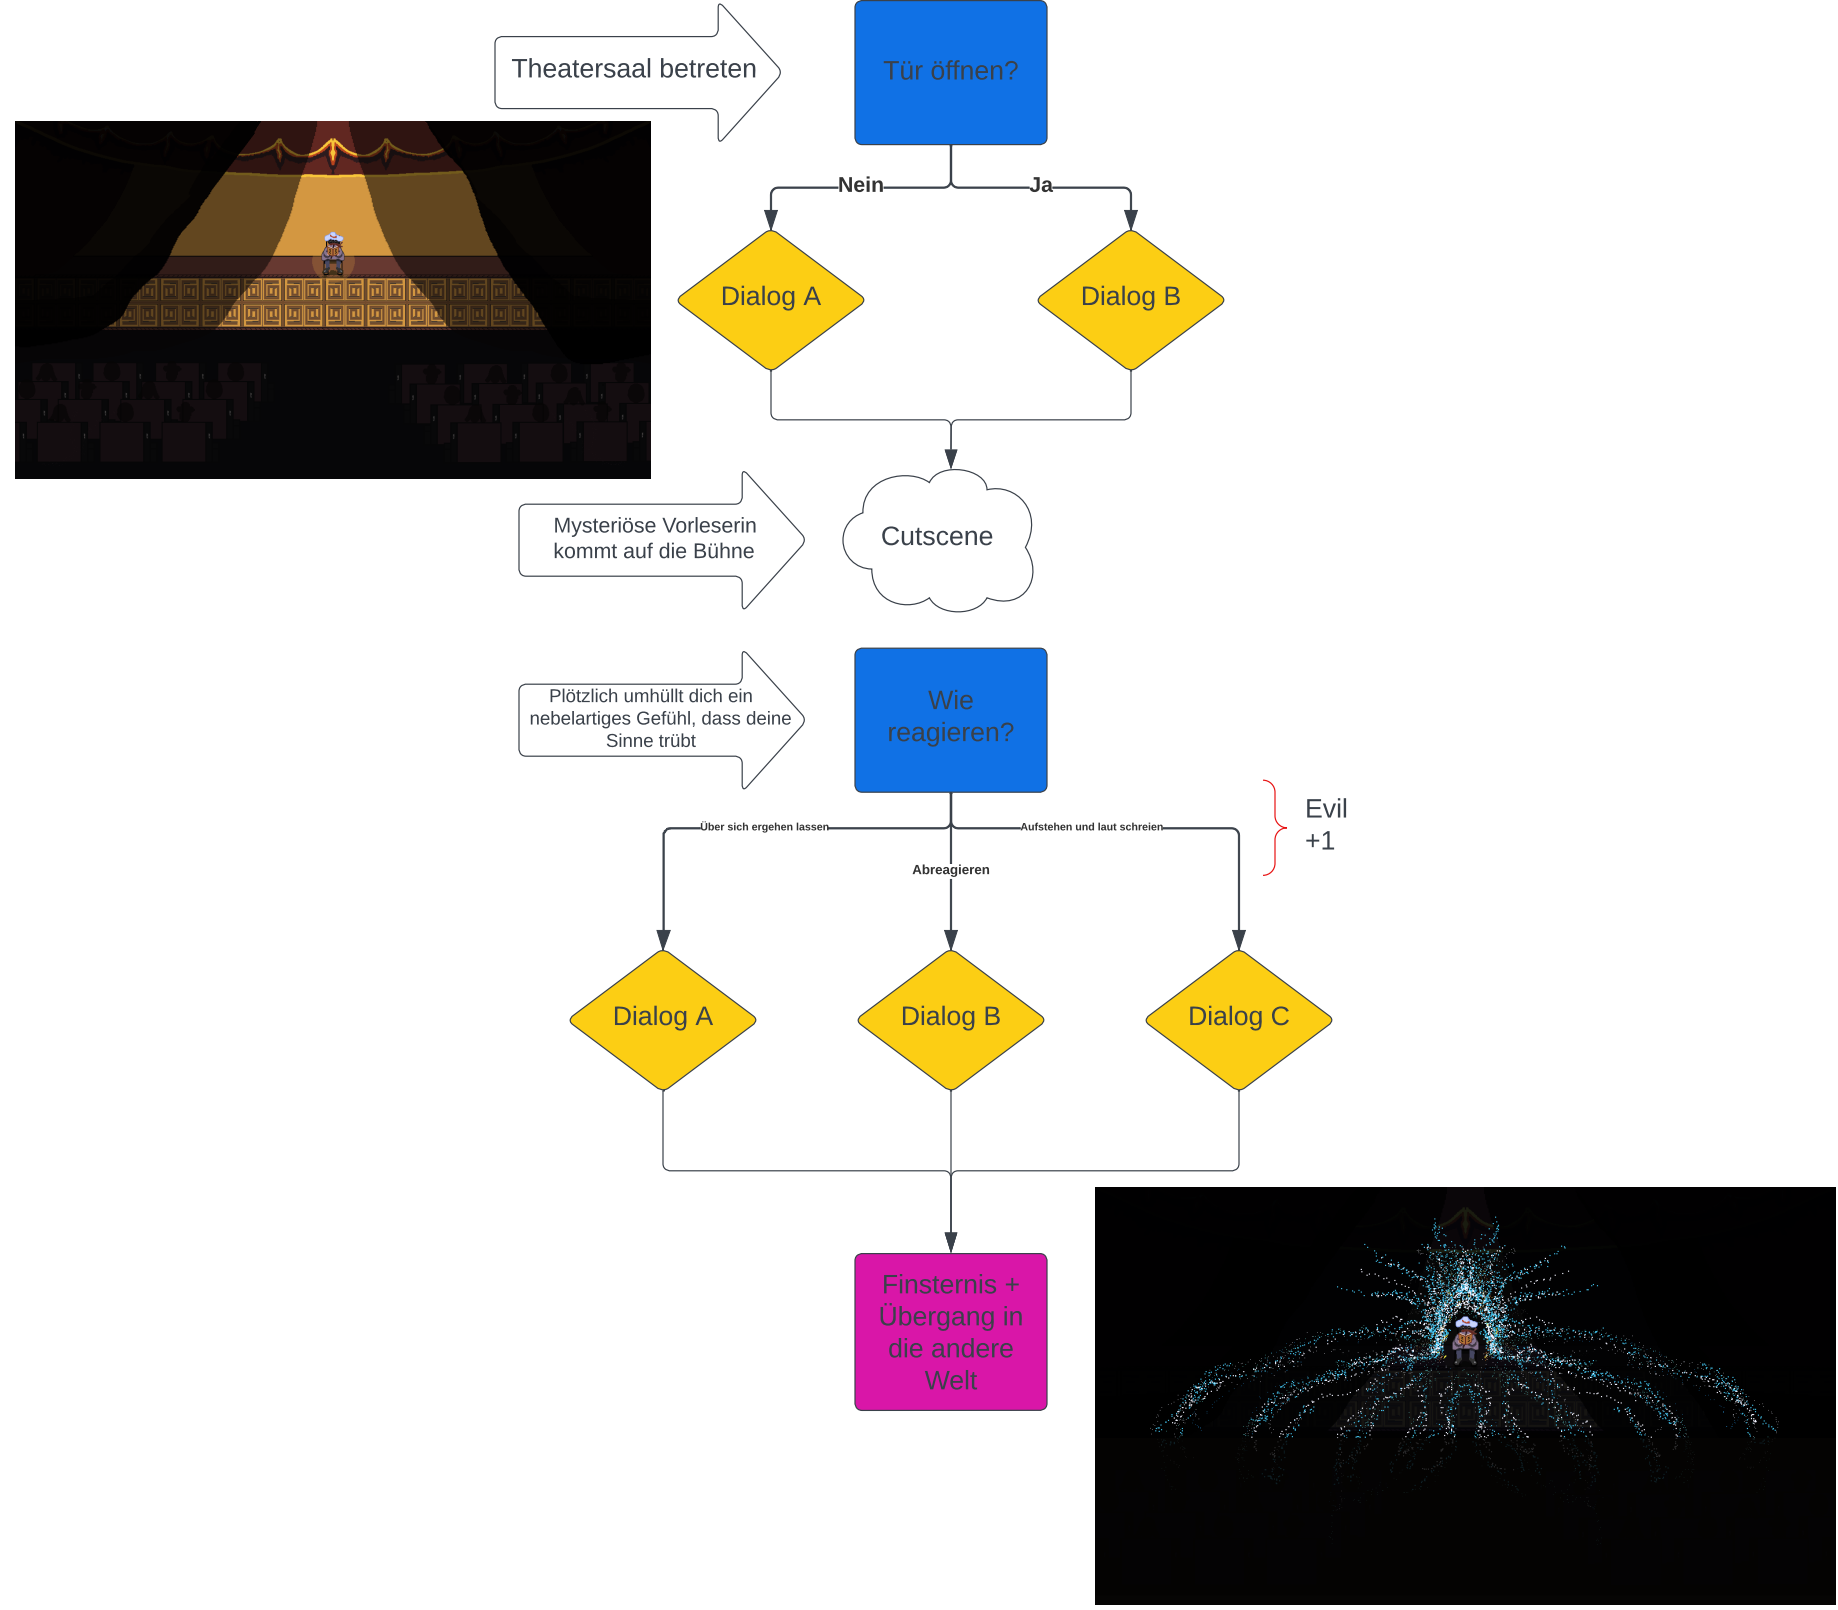 Theatersaal betreten
Tür öffnen?
Nein
Ja
Dialog A
Dialog B
Mysteriöse Vorleserin
kommt auf die Bühne
Cutscene
Plötzlich umhüllt dich ein
nebelartiges Gefühl, dass deine
Sinne trübt
Wie
reagieren?
Evil
+1
Über sich ergehen lassen
Aufstehen und laut schreien
Abreagieren
Dialog A
Dialog B
Dialog C
Finsternis +
Übergang in
die andere
Welt